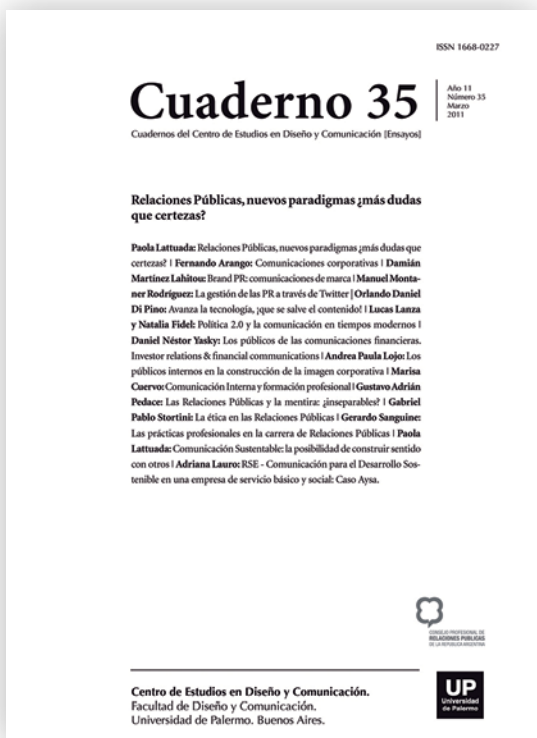 ISSN 1668-0227
Cuaderno 35
Año 11
Número 35
Marzo
2011
Cuadernos del Centro de Estudios en Diseño y Comunicación [Ensayos]
Relaciones Públicas, nuevos paradigmas ¿más dudas
que certezas?
Paola Lattuada: Relaciones Públicas, nuevos paradigmas ¿más dudas que
certezas? | Fernando Arango: Comunicaciones corporativas | Damián
Martínez Lahitou: Brand PR: comunicaciones de marca | Manuel Monta-
ner Rodríguez: La gestión de las PR a través de Twitter | Orlando Daniel
Di Pino: Avanza la tecnología, ¡que se salve el contenido! | Lucas Lanza
y Natalia Fidel: Política 2.0 y la comunicación en tiempos modernos |
Daniel Néstor Yasky: Los públicos de las comunicaciones financieras.
Investor relations & financial communications | Andrea Paula Lojo: Los
públicos internos en la construcción de la imagen corporativa | Marisa
Cuervo: Comunicación Interna y formación profesional | Gustavo Adrián
Pedace: Las Relaciones Públicas y la mentira: ¿inseparables? | Gabriel
Pablo Stortini: La ética en las Relaciones Públicas | Gerardo Sanguine:
Las prácticas profesionales en la carrera de Relaciones Públicas | Paola
Lattuada: Comunicación Sustentable: la posibilidad de construir sentido
con otros | Adriana Lauro: RSE - Comunicación para el Desarrollo Sos-
tenible en una empresa de servicio básico y social: Caso Aysa.
CONSEJO PROFESIONAL DE
RELACIONES PUBLICAS
DE LA REPUBLICA ARGENTINA
Centro de Estudios en Diseño y Comunicación.
Facultad de Diseño y Comunicación.
Universidad de Palermo. Buenos Aires.
UP
Universidad
de Palermo